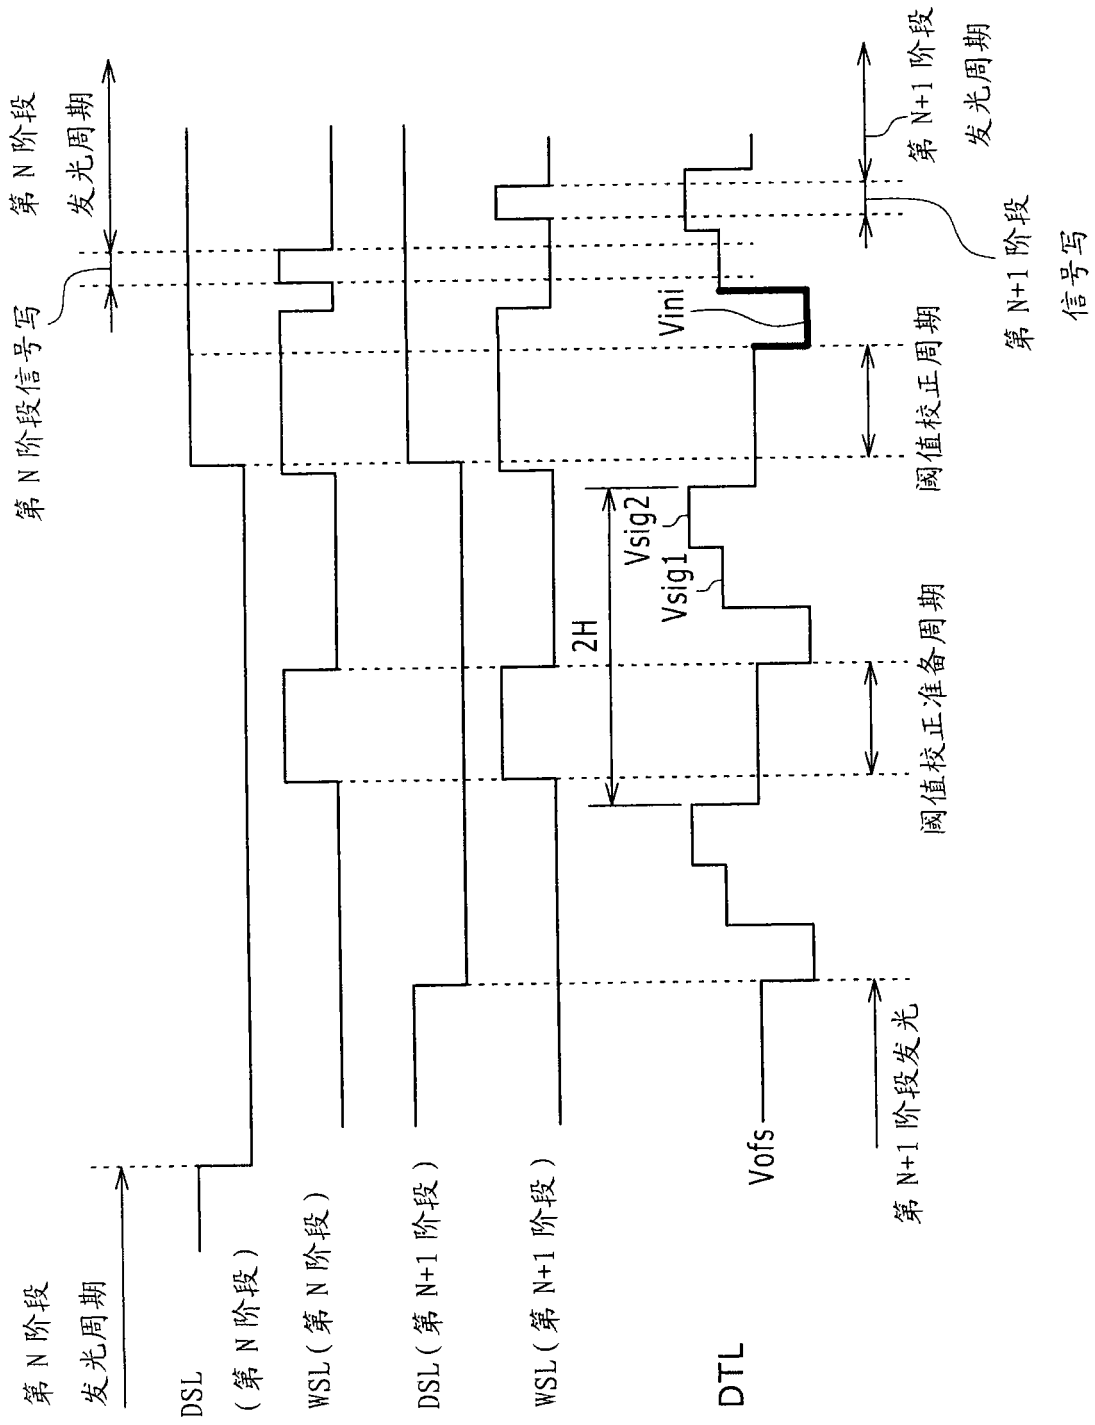 第 N 阶段
发光周期
第 N 阶段信号写
第 N 阶段
发光周期
DSL
(第 N 阶段)
WSL(第 N 阶段)
DSL(第 N+1 阶段)
WSL(第 N+1 阶段)
2H
Vsig1
Vsig2
Vini
Vofs
DTL
第 N+1 阶段发光
阈值校正准备周期
阈值校正周期
第 N+1 阶段
信号写
第 N+1 阶段
发光周期